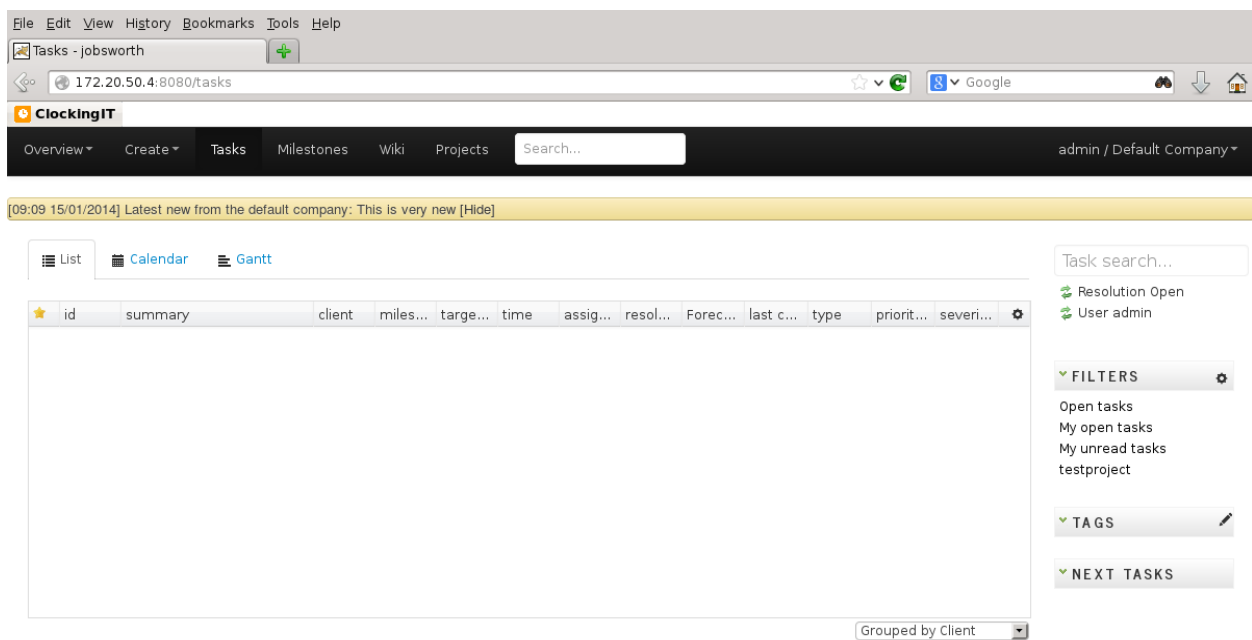 File Edit View History Bookmarks Tools Help
Tasks - jobsworth
172.20.50.4:8080/tasks
8 Google
ClockingIT
Overview Create Tasks Milestones Wiki Projects Search... admin / Default Company
[09:09 15/01/2014] Latest new from the default company: This is very new [Hide]
List Calendar Gantt
Task search...
Resolution Open
User admin
id summary client miles... targe... time assig... resol... Forec... last c... type priorit... severi...
FILTERS
Open tasks
My open tasks
My unread tasks
testproject
TAGS
NEXT TASKS
Grouped by Client